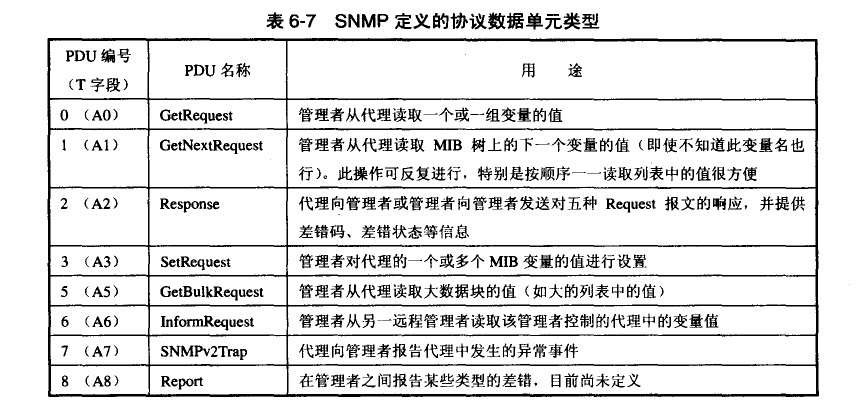 表 6-7 SNMP 定义的协议数据单元类型
PDU 编号
（T 字段）
PDU 名称
用 途
0 （A0） GetRequest 管理者从代理读取一个或一组变量的值
1 （A1） GetNextRequest 管理者从代理读取 MIB 树上的下一个变量的值（即使不知道此变量名也
行）。此操作可反复进行，特别是按顺序一一读取列表中的值很方便
2 （A2） Response 代理向管理者或管理者向管理者发送对五种 Request 报文的响应，并提供
差错码、差错状态等信息
3 （A3） SetRequest 管理者对代理的一个或多个 MIB 变量的值进行设置
5 （A5） GetBulkRequest 管理者从代理读取大数据块的值（如大的列表中的值）
6 （A6） InformRequest 管理者从另一远程管理者读取该管理者控制的代理中的变量值
7 （A7） SNMPv2Trap 代理向管理者报告代理中发生的异常事件
8 （A8） Report 在管理者之间报告某些类型的差错，目前尚未定义